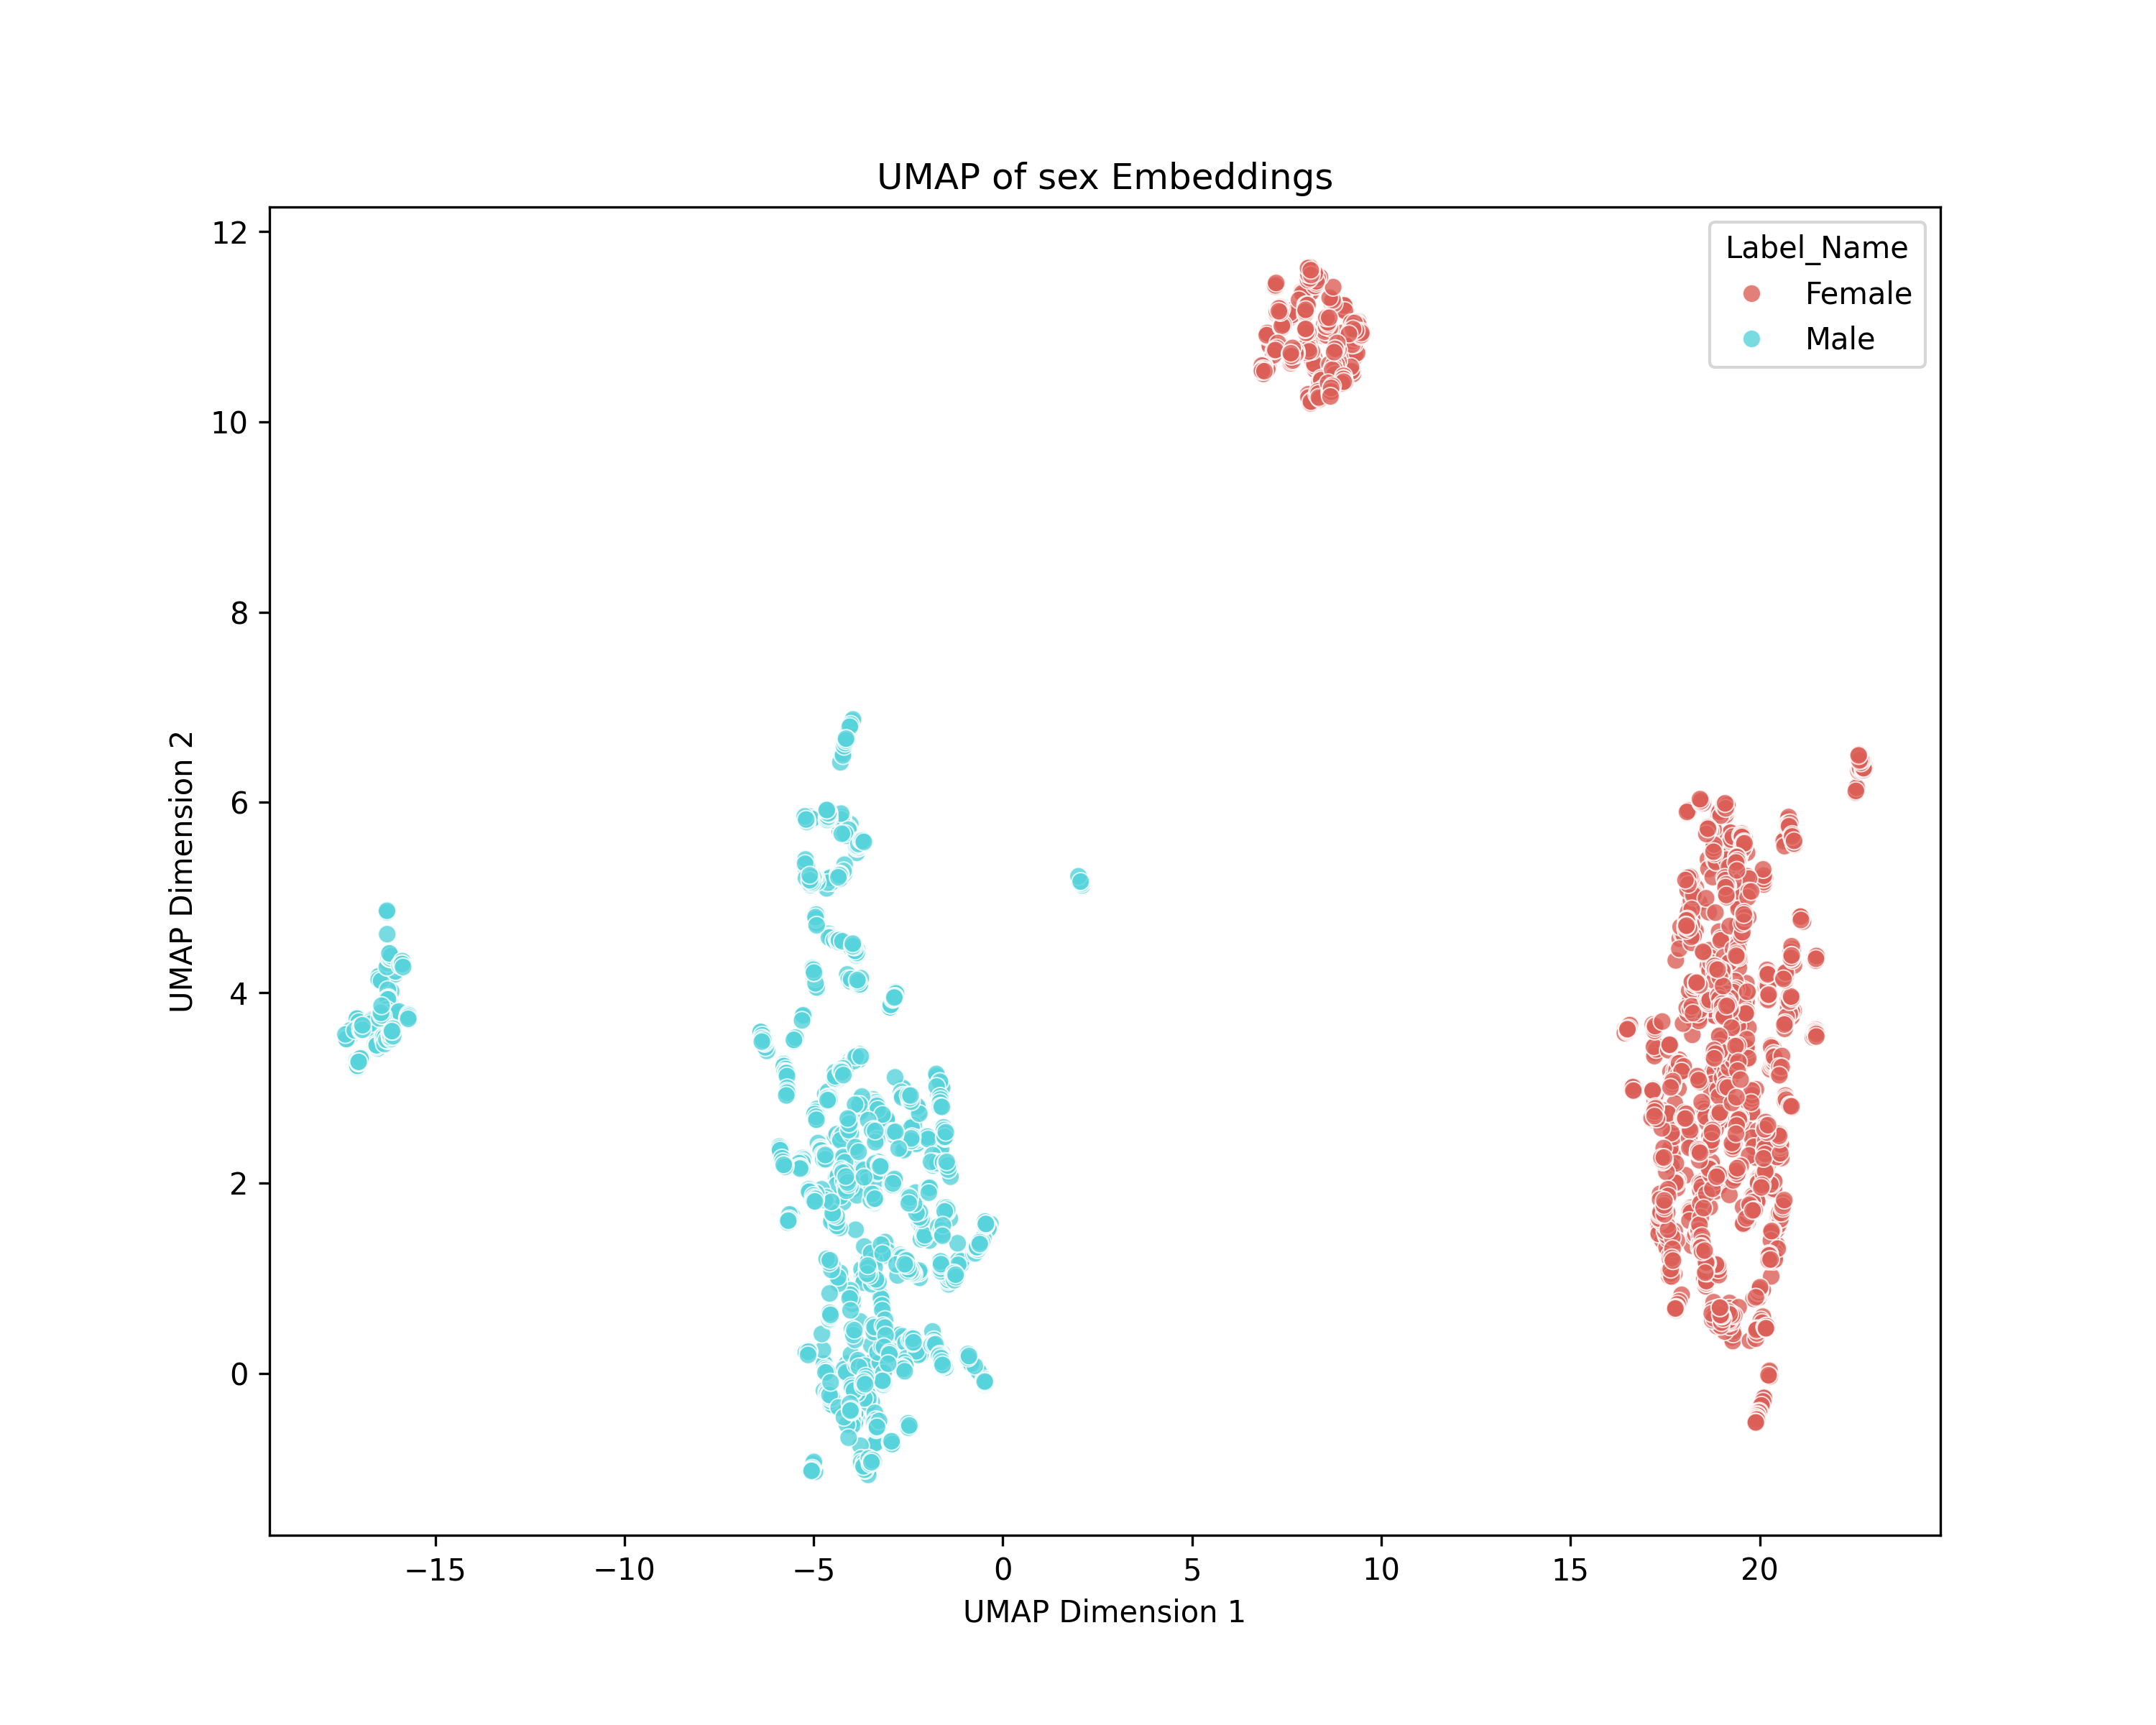 UMAP of sex Embeddings
Label_Name
Female
Male
12
10
8
6
4
2
0
UMAP Dimension 2
−15
−10
−5
0
5
10
15
20
UMAP Dimension 1